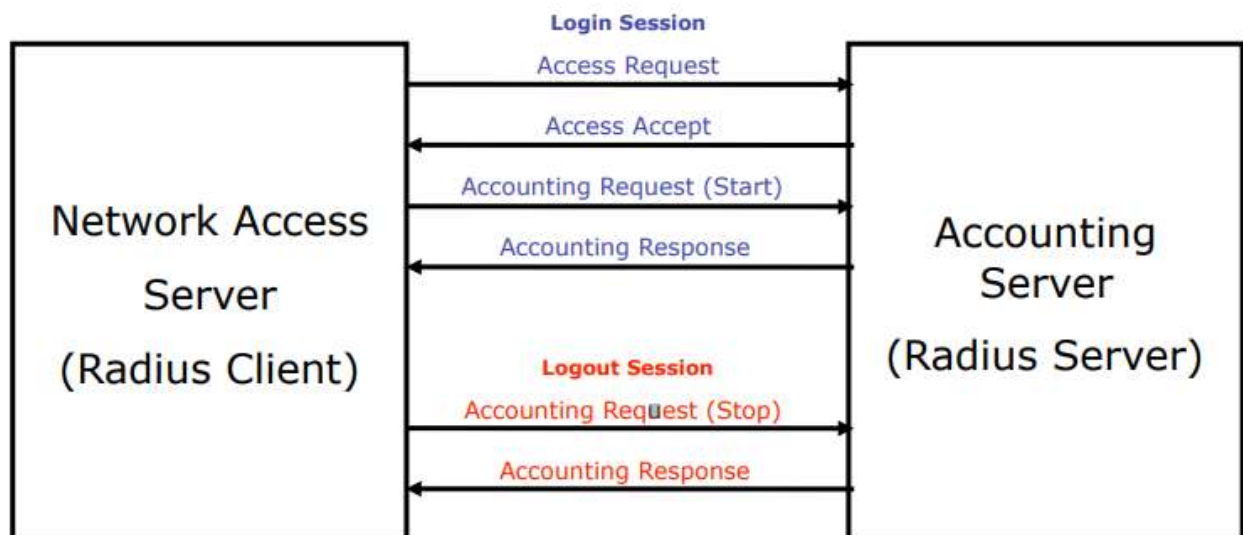 Login Session
Access Request
Access Accept
Accounting Request (Start)
Accounting Response
Network Access
Server
(Radius Client)
Accounting
Server
(Radius Server)
Logout Session
Accounting Request (Stop)
Accounting Response